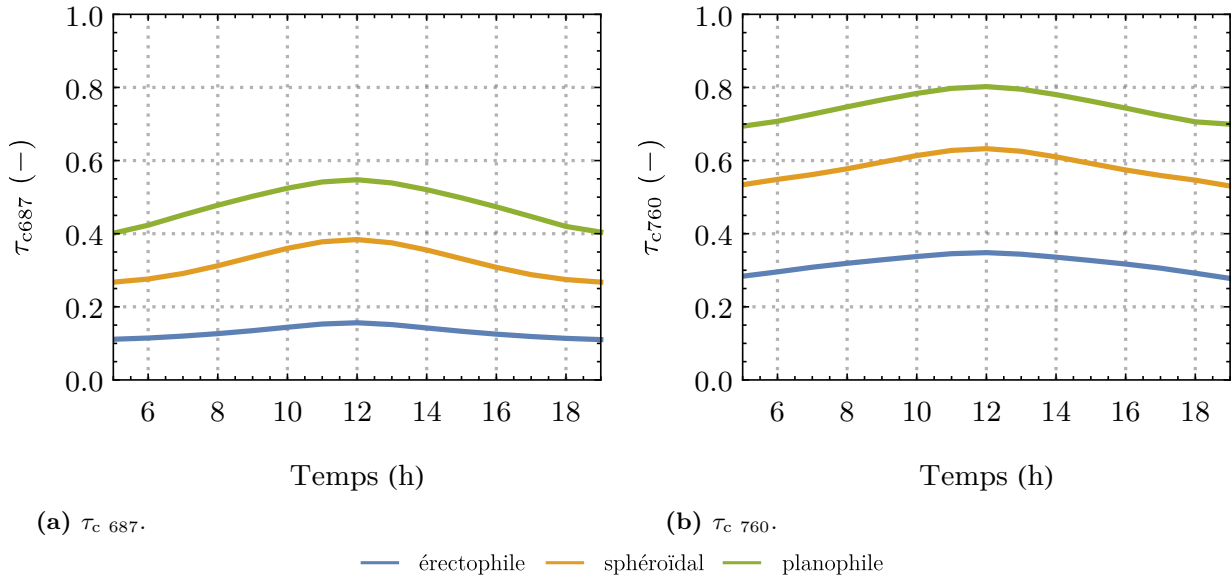 1.0
0.8
0.6
0.4
0.2
0.0
τc687 (−)
6 8 10 12 14 16 18
Temps (h)
(a) τc 687.
1.0
0.8
0.6
0.4
0.2
0.0
τc760 (−)
6 8 10 12 14 16 18
Temps (h)
(b) τc 760.
érectophile sphéroïdal planophile